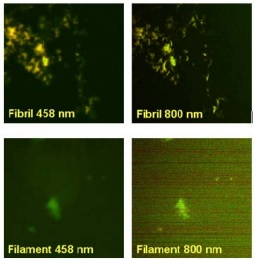 Fibril 458 nm
Fibril 800 nm
Filament 458 nm
Filament 800 nm